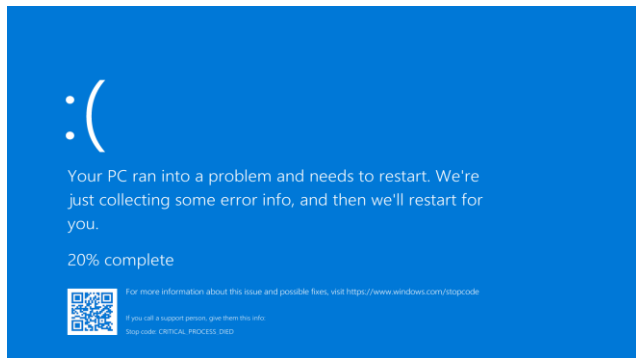 :(
Your PC ran into a problem and needs to restart. We're
just collecting some error info, and then we'll restart for
you.
20% complete
For more information about this issue and possible fixes, visit https://www.windows.com/stopcode
If you call a support person, give them this info:
Stop code: CRITICAL_PROCESS_DIED